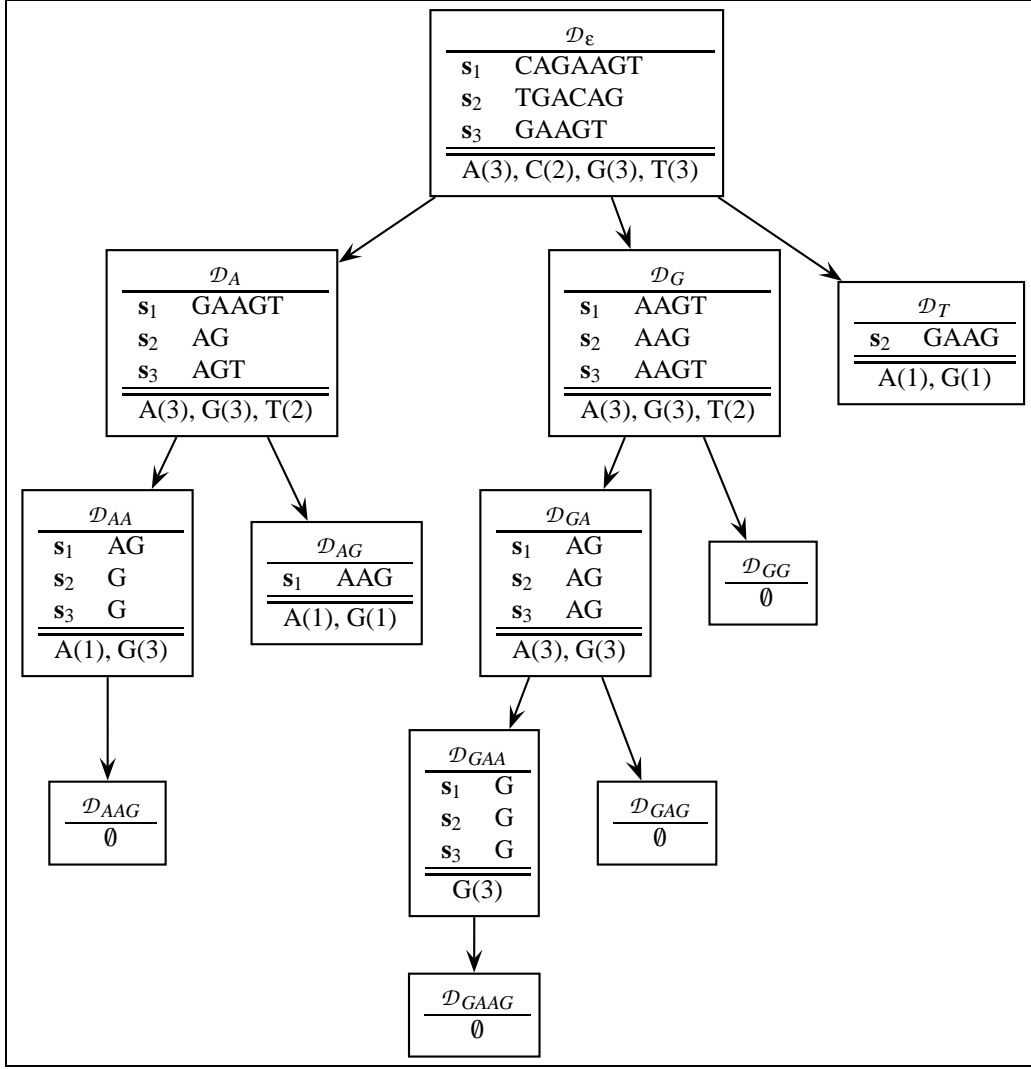 𝒟ε
s₁ CAGAAGT
s₂ TGACAG
s₃ GAAGT
A(3), C(2), G(3), T(3)
𝒟A
s₁ GAAGT
s₂ AG
s₃ AGT
A(3), G(3), T(2)
𝒟G
s₁ AAGT
s₂ AAG
s₃ AAGT
A(3), G(3), T(2)
𝒟T
s₂ GAAG
A(1), G(1)
𝒟AA
s₁ AG
s₂ G
s₃ G
A(1), G(3)
𝒟AG
s₁ AAG
A(1), G(1)
𝒟GA
s₁ AG
s₂ AG
s₃ AG
A(3), G(3)
𝒟GG
∅
𝒟AAG
∅
𝒟GAA
s₁ G
s₂ G
s₃ G
G(3)
𝒟GAG
∅
𝒟GAAG
∅